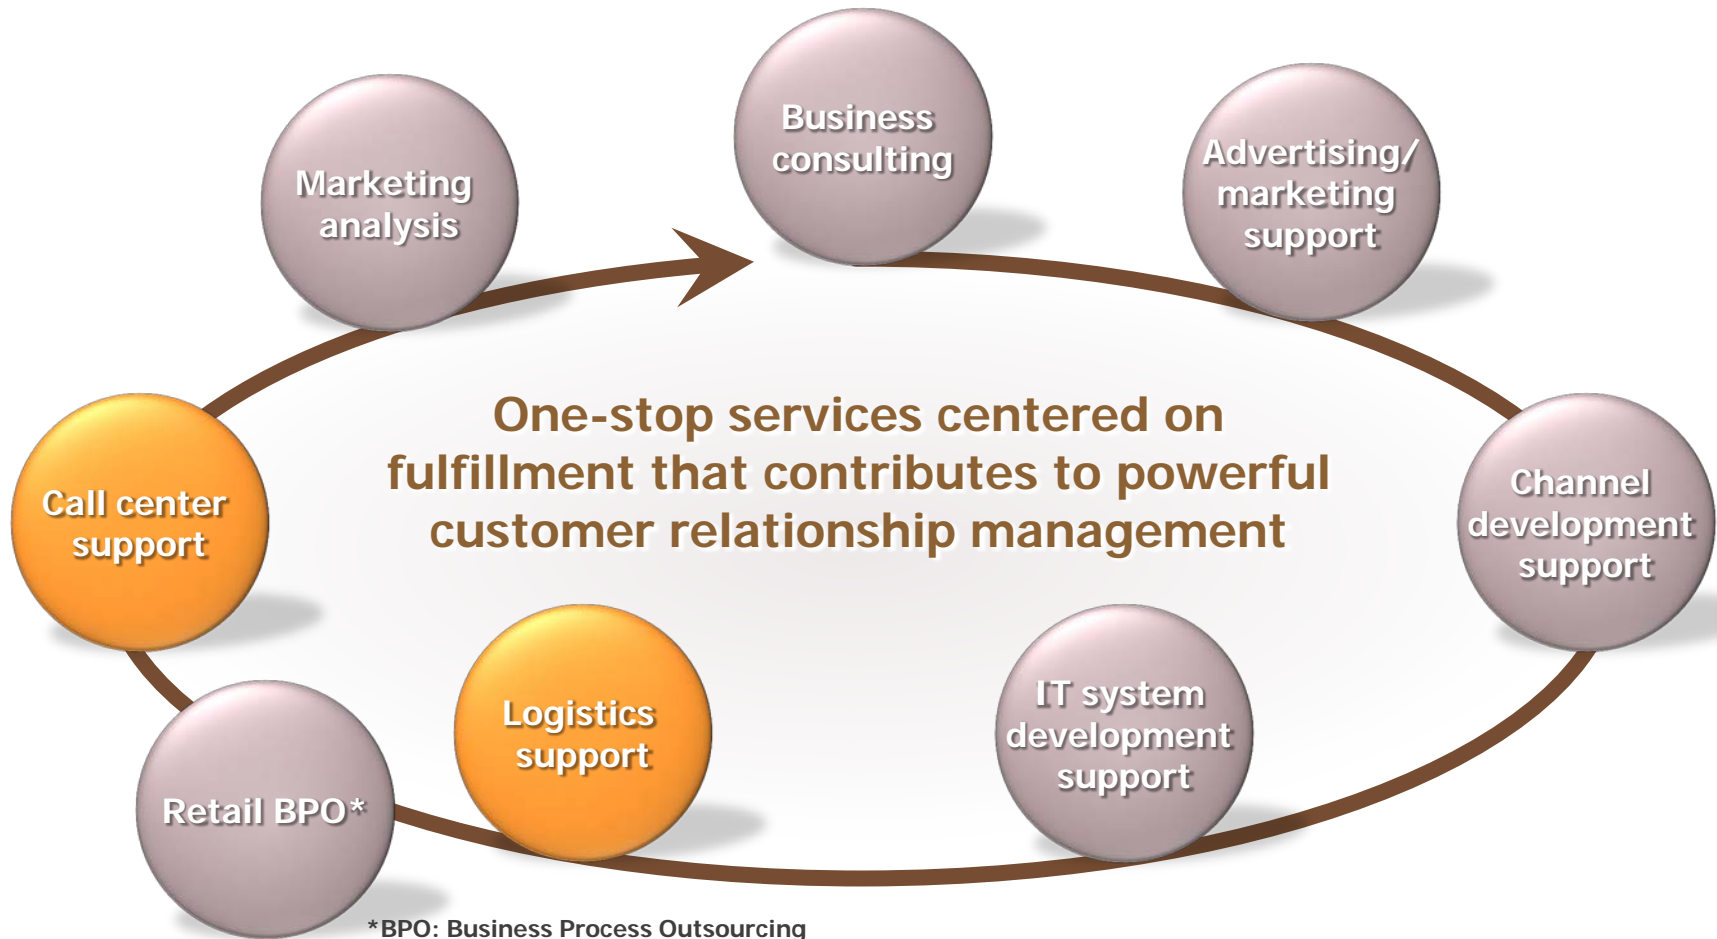 Business
consulting
Advertising/
marketing
support
Marketing
analysis
One-stop services centered on
fulfillment that contributes to powerful
customer relationship management
Call center
support
Channel
development
support
Logistics
support
IT system
development
support
Retail BPO*
*BPO: Business Process Outsourcing